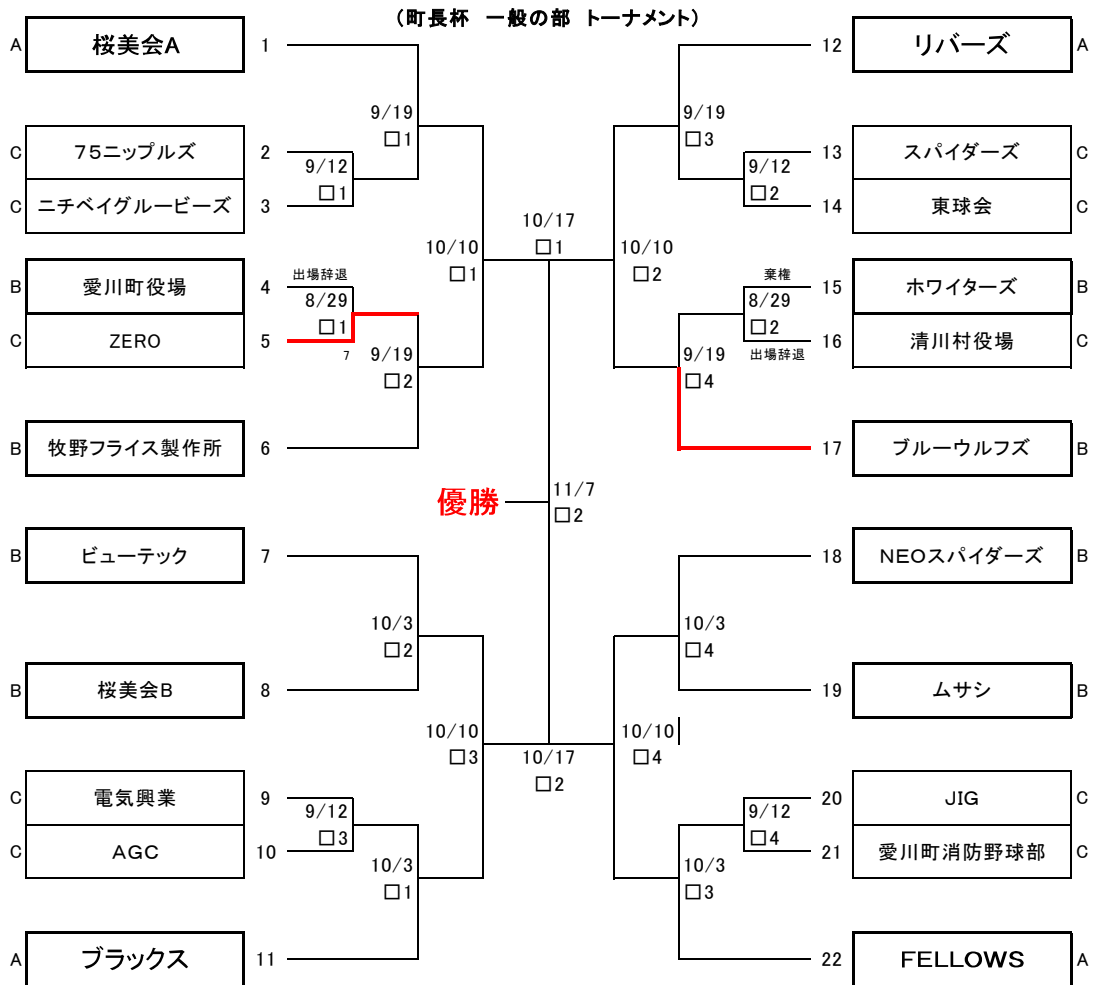 （町長杯　一般の部　トーナメント）
A 桜美会A 1
12 リバーズ A
9/19
□1
9/19
□3
C 75ニップルズ 2
9/12
□1
C ニチベイグルービーズ 3
13 スパイダーズ C
9/12
□2
14 東球会 C
10/17
□1
10/10
□1
10/10
□2
B 愛川町役場 4
出場辞退
8/29
□1
C ZERO 5
7
棄権
15 ホワイターズ B
8/29
□2
出場辞退
16 清川村役場 C
9/19
□2
9/19
□4
B 牧野フライス製作所 6
17 ブルーウルフズ B
優勝
11/7
□2
B ビューテック 7
18 NEOスパイダーズ B
10/3
□2
10/3
□4
B 桜美会B 8
19 ムサシ B
10/10
□3
10/17
□2
10/10
□4
C 電気興業 9
9/12
□3
C AGC 10
20 JIG C
9/12
□4
21 愛川町消防野球部 C
10/3
□1
10/3
□3
A ブラックス 11
22 FELLOWS A